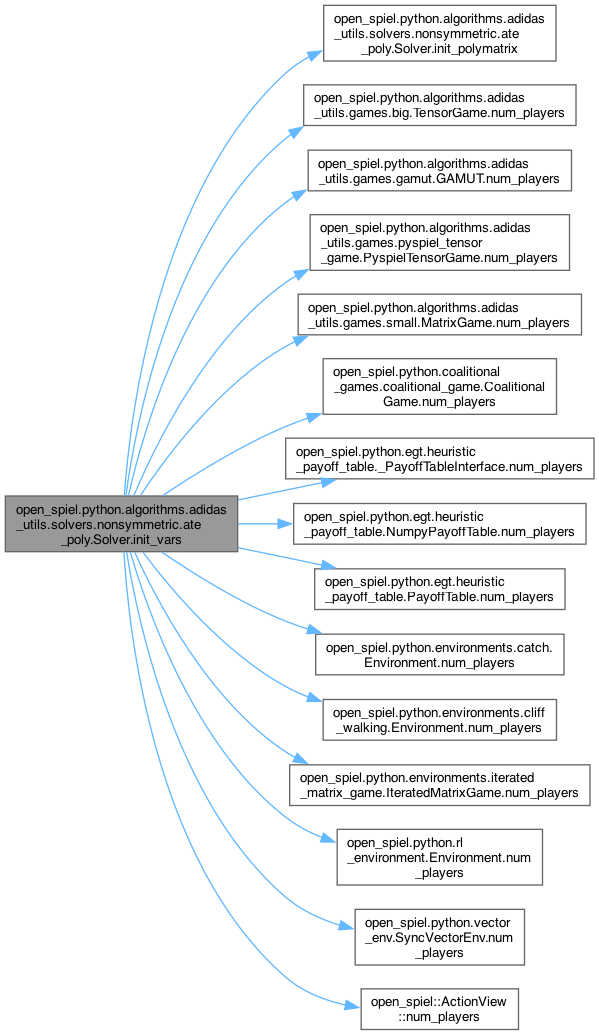 open_spiel.python.algorithms.adidas
_utils.solvers.nonsymmetric.ate
_poly.Solver.init_polymatrix
open_spiel.python.algorithms.adidas
_utils.games.big.TensorGame.num_players
open_spiel.python.algorithms.adidas
_utils.games.gamut.GAMUT.num_players
open_spiel.python.algorithms.adidas
_utils.games.pyspiel_tensor
_game.PyspielTensorGame.num_players
open_spiel.python.algorithms.adidas
_utils.games.small.MatrixGame.num_players
open_spiel.python.coalitional
_games.coalitional_game.Coalitional
Game.num_players
open_spiel.python.egt.heuristic
_payoff_table._PayoffTableInterface.num_players
open_spiel.python.algorithms.adidas
_utils.solvers.nonsymmetric.ate
_poly.Solver.init_vars
open_spiel.python.egt.heuristic
_payoff_table.NumpyPayoffTable.num_players
open_spiel.python.egt.heuristic
_payoff_table.PayoffTable.num_players
open_spiel.python.environments.catch.
Environment.num_players
open_spiel.python.environments.cliff
_walking.Environment.num_players
open_spiel.python.environments.iterated
_matrix_game.IteratedMatrixGame.num_players
open_spiel.python.rl
_environment.Environment.num
_players
open_spiel.python.vector
_env.SyncVectorEnv.num
_players
open_spiel::ActionView
::num_players